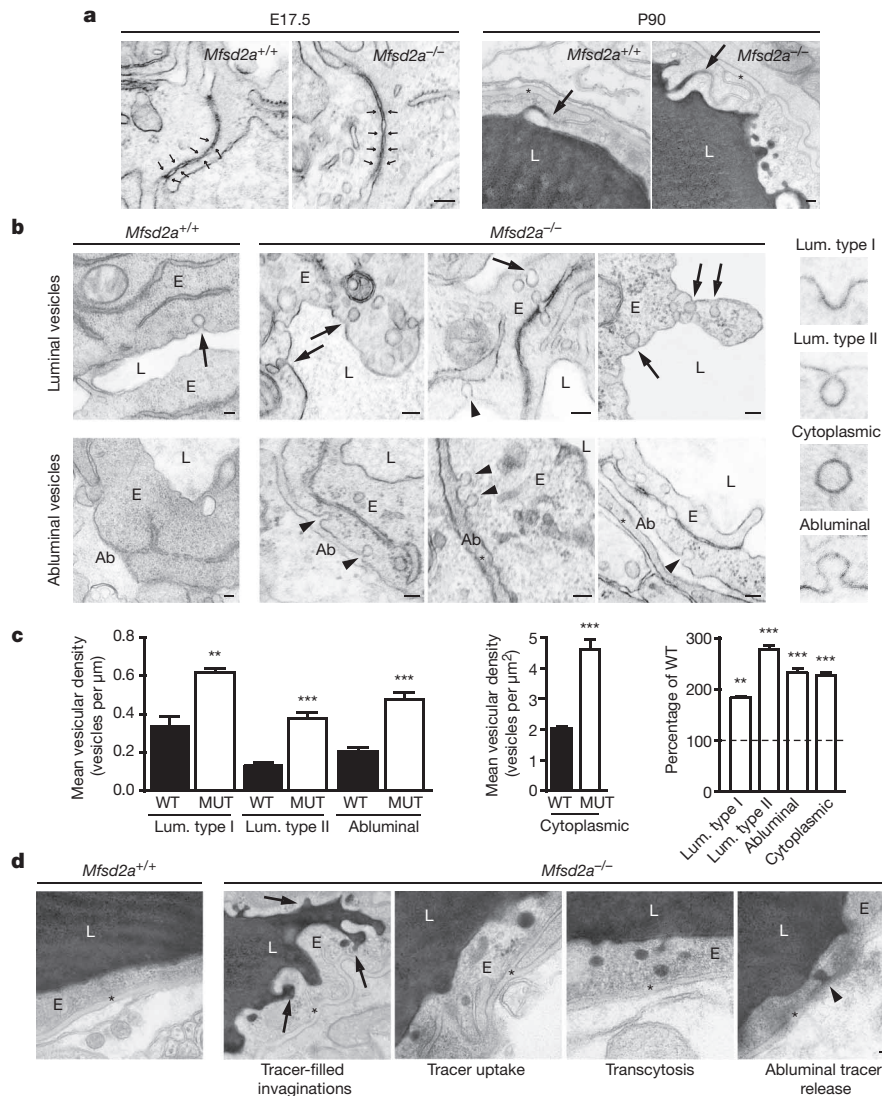 a
E17.5 P90
Mfsd2a+/+ Mfsd2a–/– Mfsd2a+/+ Mfsd2a–/–
* *
L L
b
Mfsd2a+/+ Mfsd2a–/–
Luminal vesicles
E E E E
L E L L L
Lum. type I
Lum. type II
Cytoplasmic
Abluminal
Abluminal vesicles
L L L L
E E E E
Ab Ab Ab Ab
* *
c
Mean vesicular density
(vesicles per µm)
0.8
0.6
0.4
0.2
0.0
** *** ***
WT MUT WT MUT WT MUT
Lum. type I Lum. type II Abluminal
Mean vesicular density
(vesicles per µm2)
5
4
3
2
1
0
***
WT MUT
Cytoplasmic
Percentage of WT
300
200
100
0
** *** *** ***
Lum. type I
Lum. type II
Abluminal
Cytoplasmic
d
Mfsd2a+/+ Mfsd2a–/–
L L L L L
E E E E E
* * * * *
Tracer-filled
invaginations
Tracer uptake
Transcytosis
Abluminal tracer
release